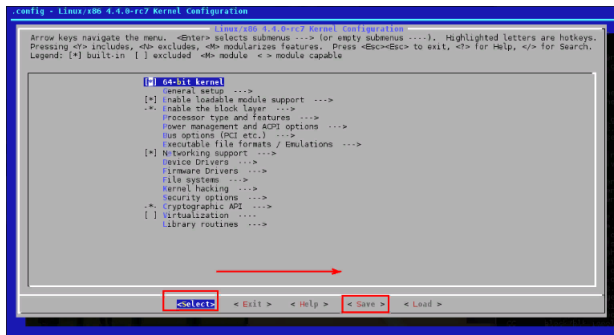 .config - Linux/x86 4.4.0-rc7 Kernel Configuration
Linux/x86 4.4.0-rc7 Kernel Configuration
Arrow keys navigate the menu. <Enter> selects submenus ---> (or empty submenus ----). Highlighted letters are hotkeys.
Pressing <Y> includes, <N> excludes, <M> modularizes features. Press <Esc><Esc> to exit, <?> for Help, </> for Search.
Legend: [*] built-in [ ] excluded <M> module < > module capable
[*] 64-bit kernel
General setup --->
[*] Enable loadable module support --->
-*- Enable the block layer --->
Processor type and features --->
Power management and ACPI options --->
Bus options (PCI etc.) --->
Executable file formats / Emulations --->
[*] Networking support --->
Device Drivers --->
Firmware Drivers --->
File systems --->
Kernel hacking --->
Security options --->
-*- Cryptographic API --->
[ ] Virtualization ----
Library routines --->
<Select> < Exit > < Help > < Save > < Load >